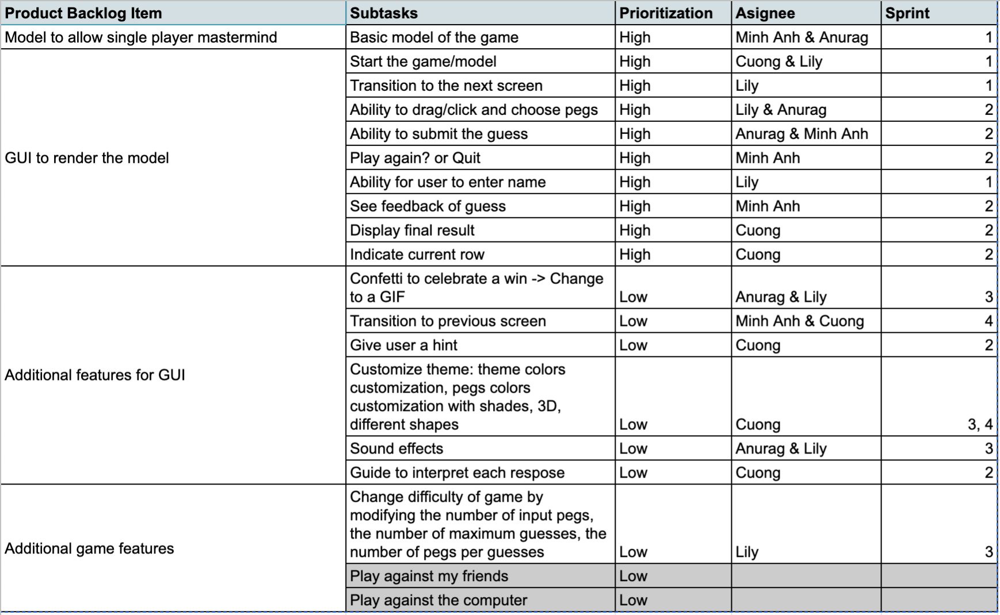 Product Backlog Item Subtasks Prioritization Asignee Sprint
Model to allow single player mastermind Basic model of the game High Minh Anh & Anurag 1
GUI to render the model
Start the game/model High Cuong & Lily 1
Transition to the next screen High Lily 1
Ability to drag/click and choose pegs High Lily & Anurag 2
Ability to submit the guess High Anurag & Minh Anh 2
Play again? or Quit High Minh Anh 2
Ability for user to enter name High Lily 1
See feedback of guess High Minh Anh 2
Display final result High Cuong 2
Indicate current row High Cuong 2
Additional features for GUI
Confetti to celebrate a win -> Change
to a GIF Low Anurag & Lily 3
Transition to previous screen Low Minh Anh & Cuong 4
Give user a hint Low Cuong 2
Customize theme: theme colors
customization, pegs colors
customization with shades, 3D,
different shapes Low Cuong 3, 4
Sound effects Low Anurag & Lily 3
Guide to interpret each respose Low Cuong 2
Additional game features
Change difficulty of game by
modifying the number of input pegs,
the number of maximum guesses, the
number of pegs per guesses Low Lily 3
Play against my friends Low
Play against the computer Low